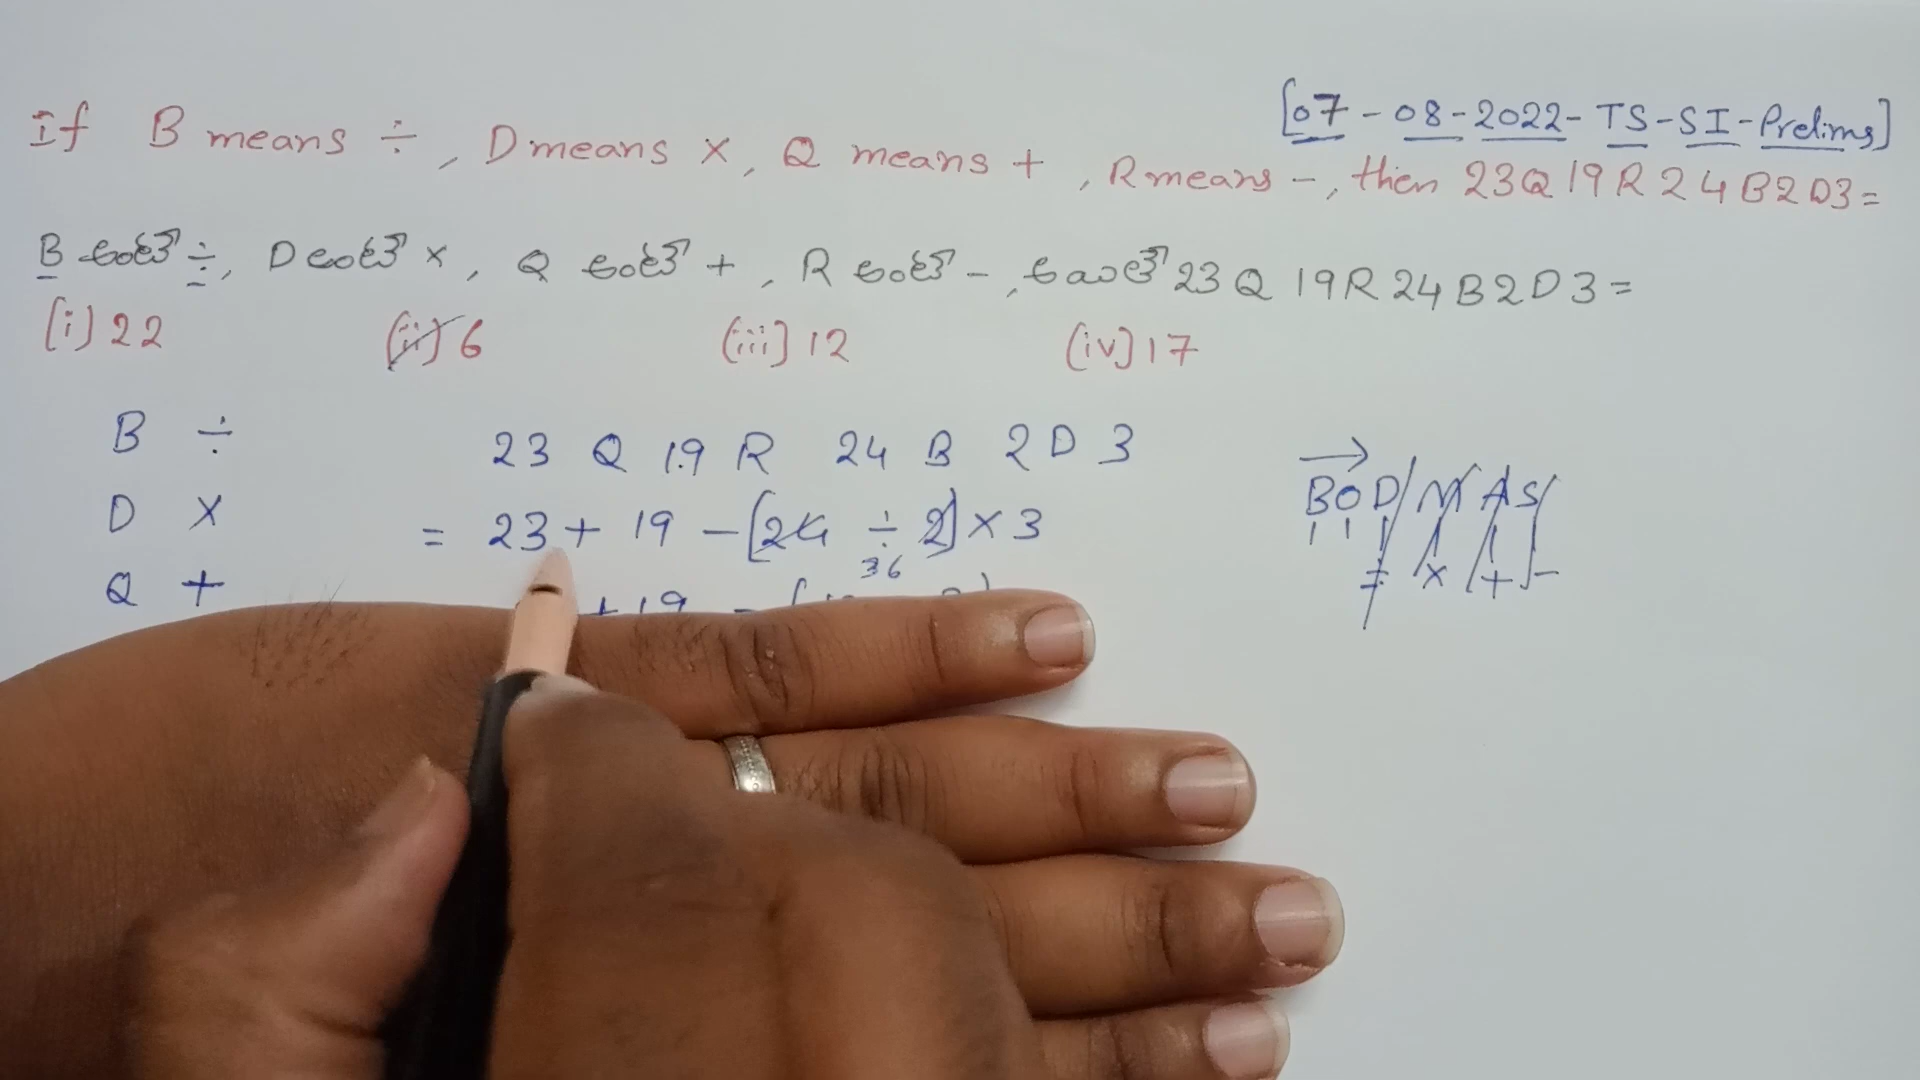 [07-08-2022-TS-SI-Prelims]
If B means ÷, D means ×, Q means +, R means -, then 23Q19R24B2D3=
B అంటే ÷, D అంటే ×, Q అంటే +, R అంటే -, అయితే 23Q19R24B2D3=
(i) 22 (ii) 6 (iii) 12 (iv) 17
B ÷ 23 Q 19 R 24 B 2 D 3
D × = 23 + 19 - [24 ÷ 2] × 3
36
Q +
+ 19 -
BODMAS
÷ × + -